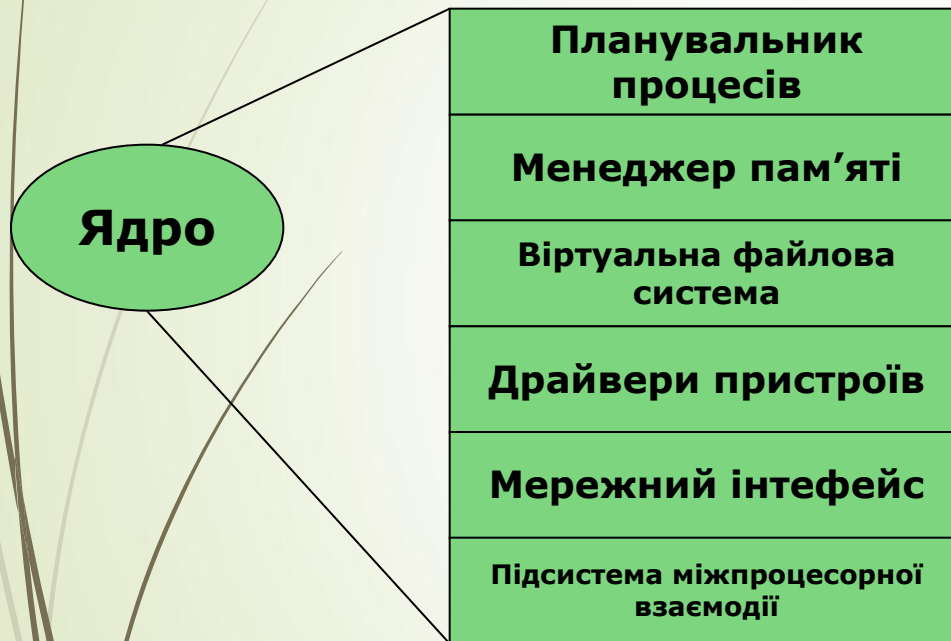 Планувальник
процесів
Менеджер пам’яті
Ядро
Віртуальна файлова
система
Драйвери пристроїв
Мережний інтефейс
Підсистема міжпроцесорної
взаємодії